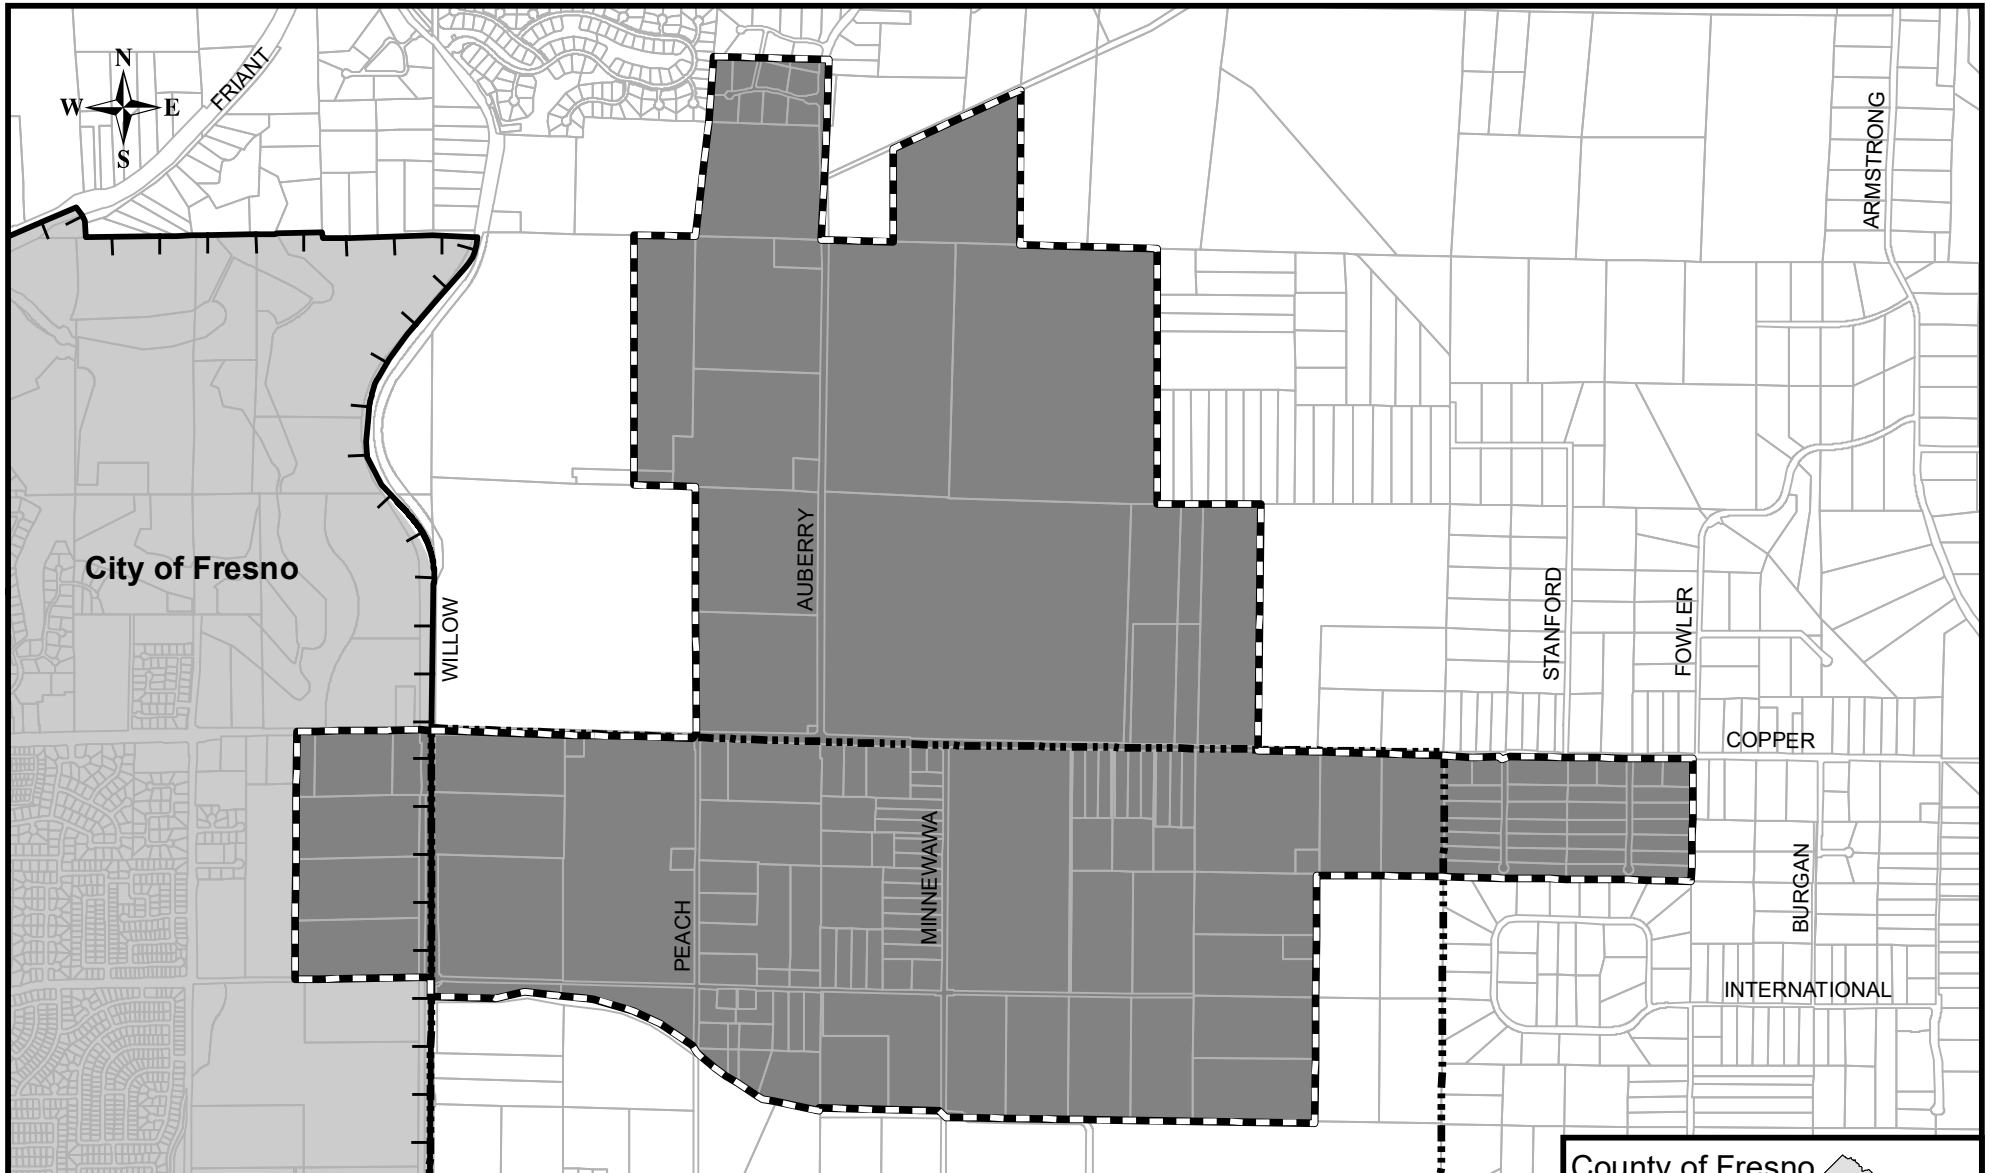 N
FRIANT
W E
S
ARMSTRONG
AUBERRY
City of Fresno
WILLOW
STANFORD
FOWLER
COPPER
MINNEWAWA
PEACH
BURGAN
INTERNATIONAL
County of Fresno